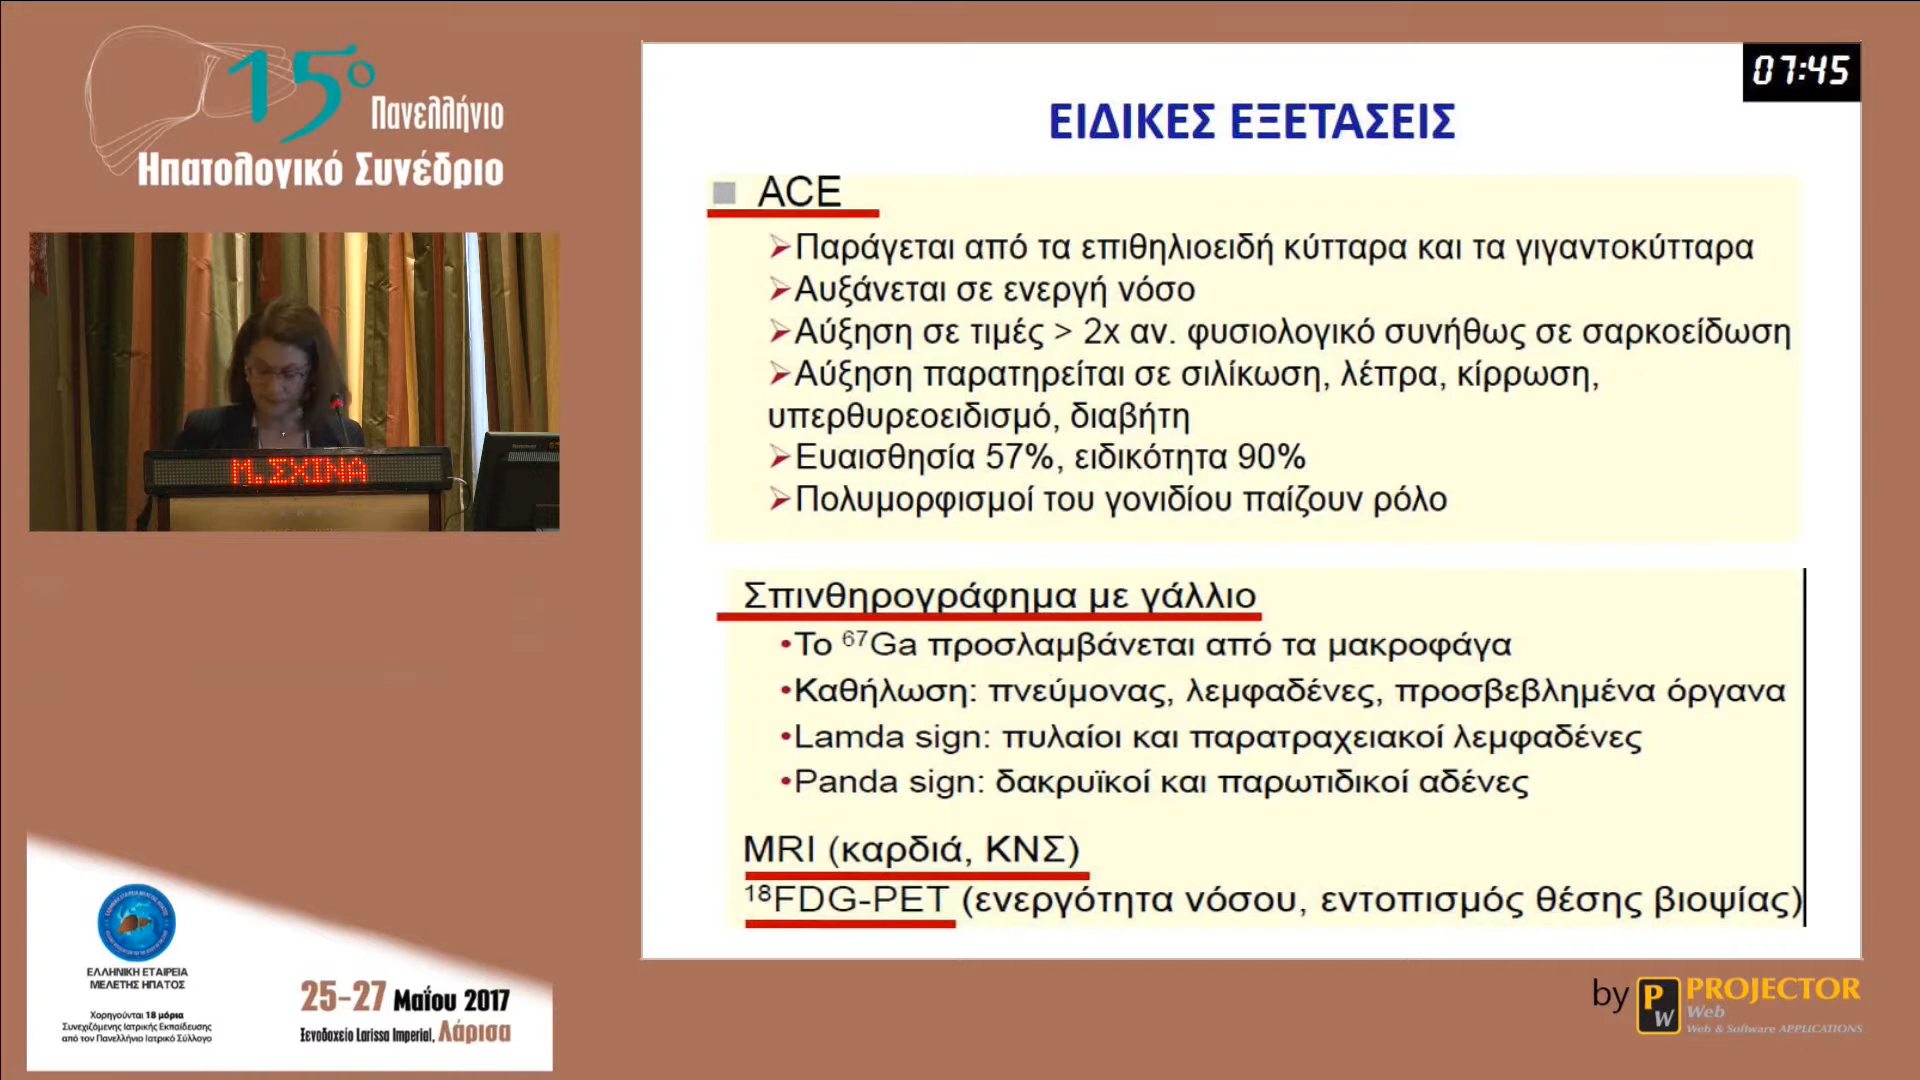 15ο
Πανελλήνιο
Ηπατολογικό Συνέδριο
07:45
ΕΙΔΙΚΕΣ ΕΞΕΤΑΣΕΙΣ
ACE
Παράγεται από τα επιθηλιοειδή κύτταρα και τα γιγαντοκύτταρα
Αυξάνεται σε ενεργή νόσο
Αύξηση σε τιμές > 2x αν. φυσιολογικό συνήθως σε σαρκοείδωση
Αύξηση παρατηρείται σε σιλίκωση, λέπρα, κίρρωση,
υπερθυρεοειδισμό, διαβήτη
Ευαισθησία 57%, ειδικότητα 90%
Πολυμορφισμοί του γονιδίου παίζουν ρόλο
Σπινθηρογράφημα με γάλλιο
•Το ⁶⁷Ga προσλαμβάνεται από τα μακροφάγα
•Καθήλωση: πνεύμονας, λεμφαδένες, προσβεβλημένα όργανα
•Lamda sign: πυλαίοι και παρατραχειακοί λεμφαδένες
•Panda sign: δακρυϊκοί και παρωτιδικοί αδένες
MRI (καρδιά, ΚΝΣ)
¹⁸FDG-PET (ενεργότητα νόσου, εντοπισμός θέσης βιοψίας)
Μ.ΣΧΙΝΑ
ΕΛΛΗΝΙΚΗ ΕΤΑΙΡΕΙΑ
ΜΕΛΕΤΗΣ ΗΠΑΤΟΣ
Χορηγούνται 18 μόρια
Συνεχιζόμενης Ιατρικής Εκπαίδευσης
από τον Πανελλήνιο Ιατρικό Σύλλογο
25-27 Μαΐου 2017
Ξενοδοχείο Larissa Imperial, Λάρισα
by PW PROJECTOR
Web
Web & Software APPLICATIONS